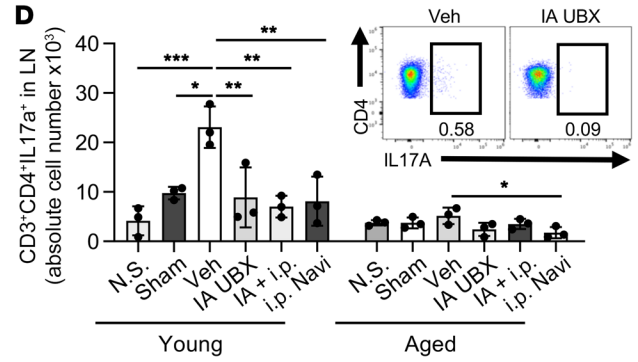 D
Veh
IA UBX
CD4
0.58
0.09
IL17A
CD3⁺CD4⁺IL17a⁺ in LN
(absolute cell number x10³)
40
30
20
10
0
***
*
**
**
**
*
N.S.
Sham
Veh
IA UBX
IA + i.p.
i.p. Navi
N.S.
Sham
Veh
IA UBX
IA + i.p.
i.p. Navi
Young
Aged